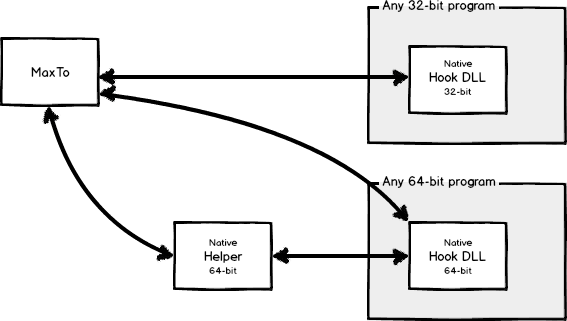 Any 32-bit program
MaxTo
Native
Hook DLL
32-bit
Any 64-bit program
Native
Helper
64-bit
Native
Hook DLL
64-bit